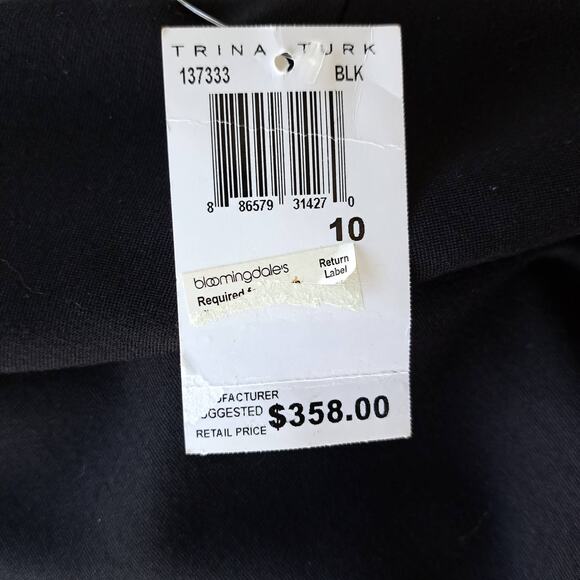 TRINA TURK
137333 BLK
8 86579 31427 0
10
bloomingdale's
Return
Label
Required
SUGGESTED $358.00
RETAIL PRICE